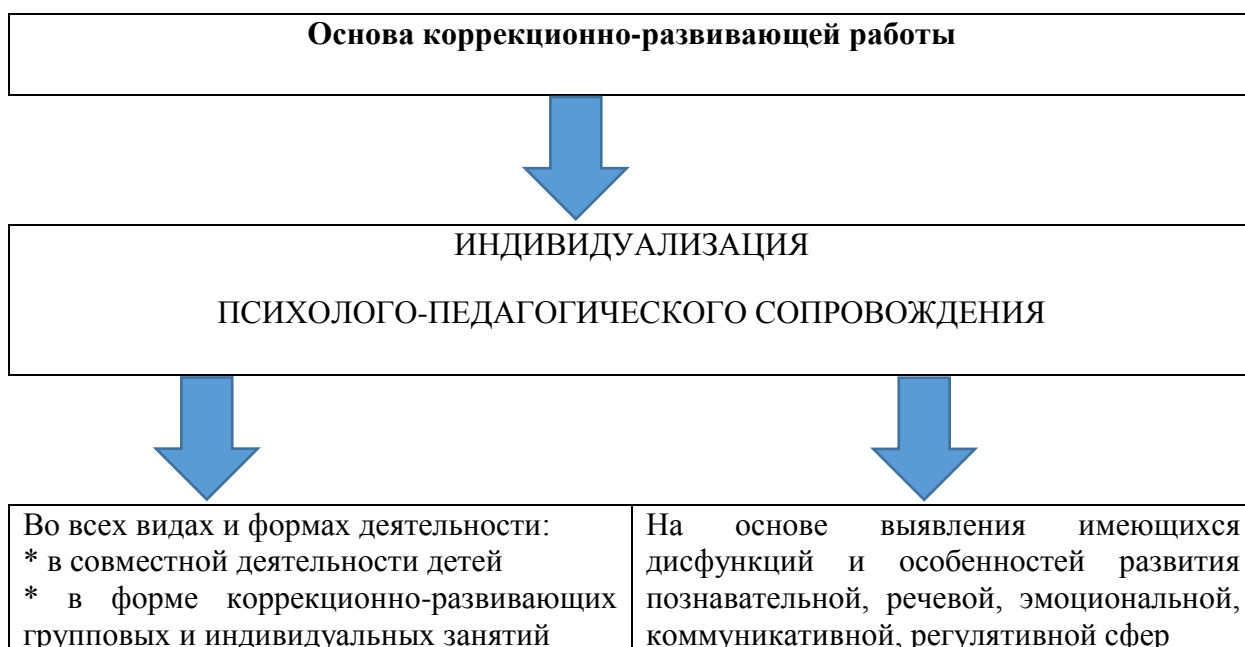 Основа коррекционно-развивающей работы
ИНДИВИДУАЛИЗАЦИЯ
ПСИХОЛОГО-ПЕДАГОГИЧЕСКОГО СОПРОВОЖДЕНИЯ
Во всех видах и формах деятельности:
* в совместной деятельности детей
* в форме коррекционно-развивающих
групповых и индивидуальных занятий
На основе выявления имеющихся
дисфункций и особенностей развития
познавательной, речевой, эмоциональной,
коммуникативной, регулятивной сфер